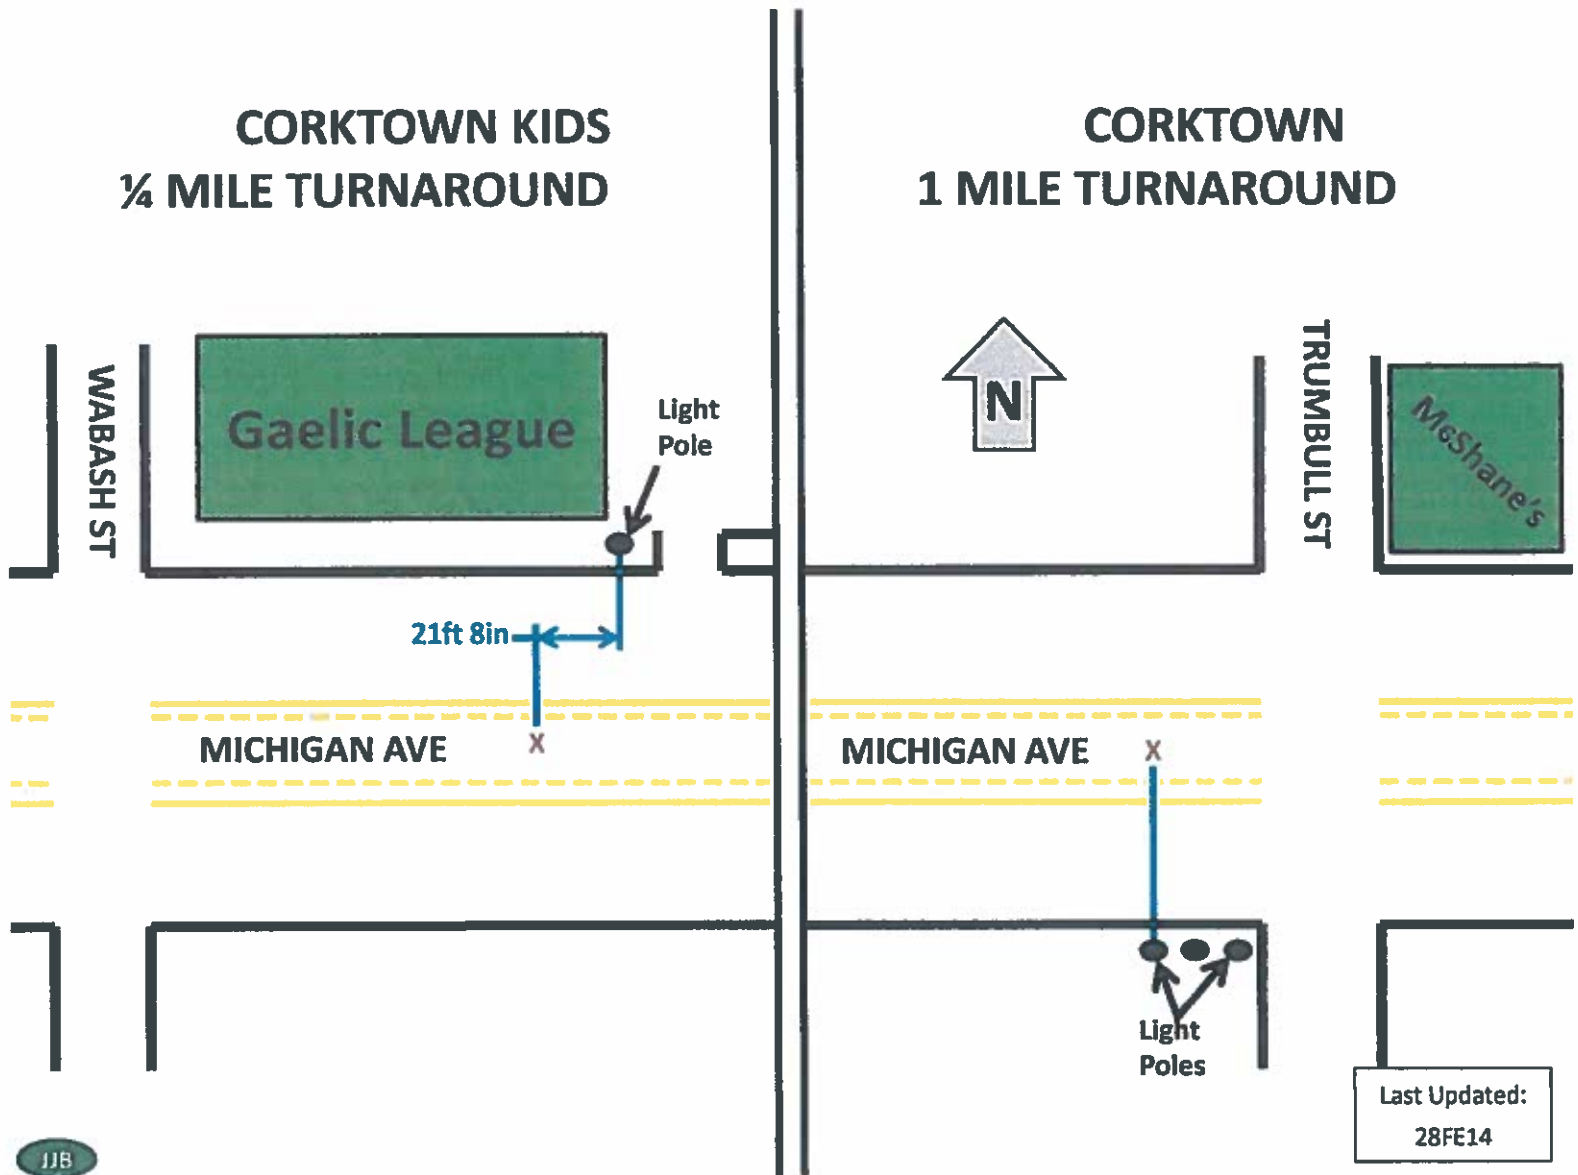 CORKTOWN KIDS
¼ MILE TURNAROUND
WABASH ST
Gaelic League
Light
Pole
21ft 8in
MICHIGAN AVE
X
JJB
CORKTOWN
1 MILE TURNAROUND
N
TRUMBULL ST
McShane's
MICHIGAN AVE
X
Light
Poles
Last Updated:
28FE14